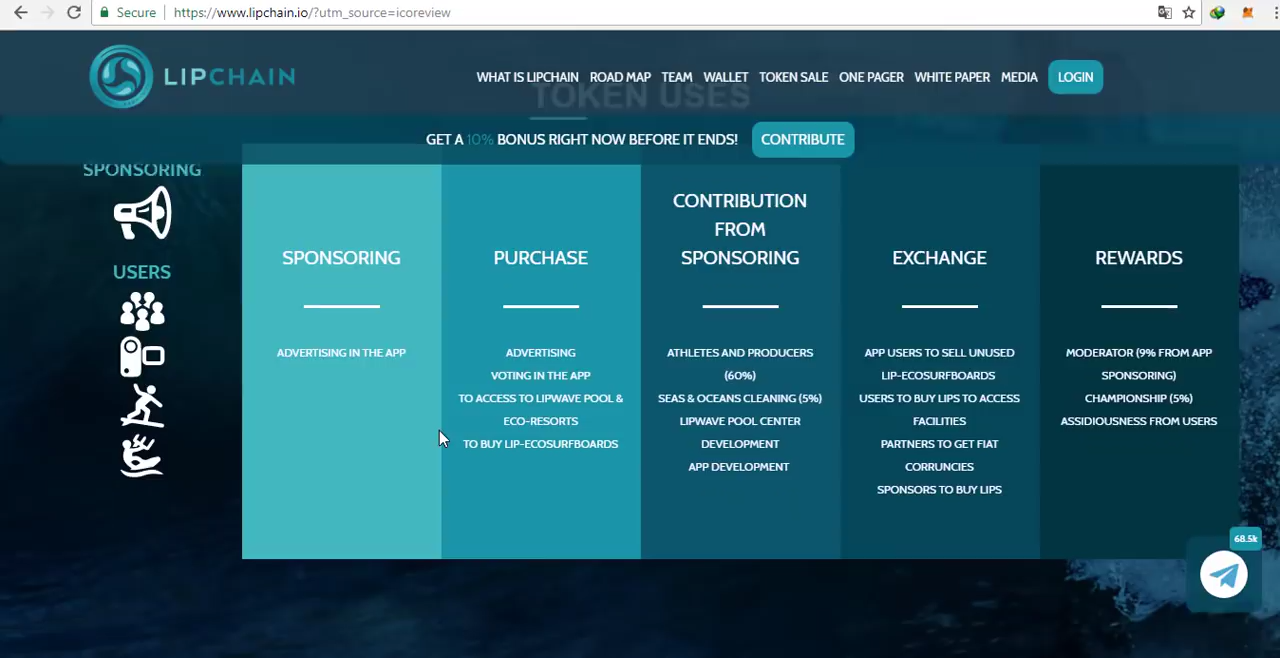 Secure
https://www.lipchain.io/?utm_source=icoreview
LIPCHAIN
WHAT IS LIPCHAIN ROAD MAP TEAM WALLET TOKEN SALE ONE PAGER WHITE PAPER MEDIA LOGIN
TOKEN USES
GET A 10% BONUS RIGHT NOW BEFORE IT ENDS! CONTRIBUTE
SPONSORING
USERS
SPONSORING
ADVERTISING IN THE APP
PURCHASE
ADVERTISING
VOTING IN THE APP
TO ACCESS TO LIPWAVE POOL &
ECO-RESORTS
TO BUY LIP-ECOSURFBOARDS
CONTRIBUTION
FROM
SPONSORING
ATHLETES AND PRODUCERS
(60%)
SEAS & OCEANS CLEANING (5%)
LIPWAVE POOL CENTER
DEVELOPMENT
APP DEVELOPMENT
EXCHANGE
APP USERS TO SELL UNUSED
LIP-ECOSURFBOARDS
USERS TO BUY LIPS TO ACCESS
FACILITIES
PARTNERS TO GET FIAT
CORRUNCIES
SPONSORS TO BUY LIPS
REWARDS
MODERATOR (9% FROM APP
SPONSORING)
CHAMPIONSHIP (5%)
ASSIDIOUSNESS FROM USERS
68.5k